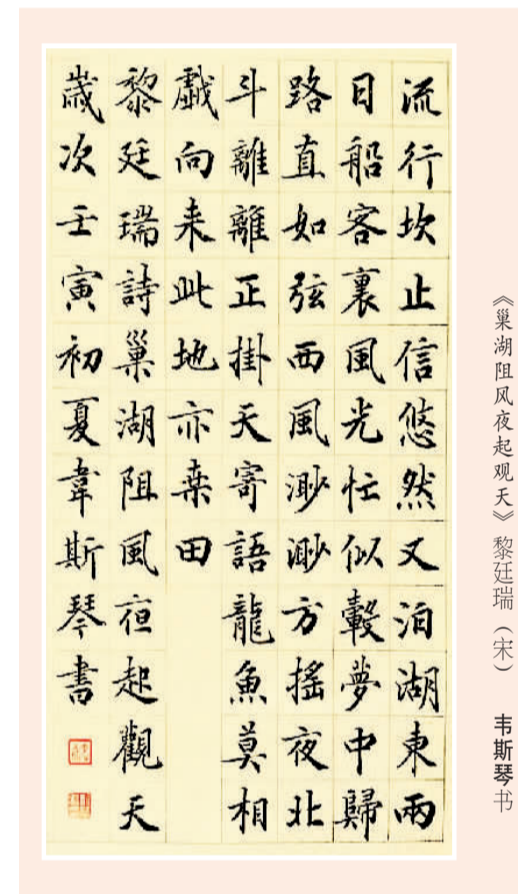 流行坎止信悠然又泊湖東兩
日船客裏風光忙似轂夢中歸
路直如弦西風渺渺方搖夜北
斗離離正掛天寄語龍魚莫相
戲向来此地亦桒田
黎廷瑞詩巢湖阻風夜起觀天
歲次壬寅初夏韋斯琴書
《巢湖阻风夜起观天》黎廷瑞（宋） 韦斯琴书